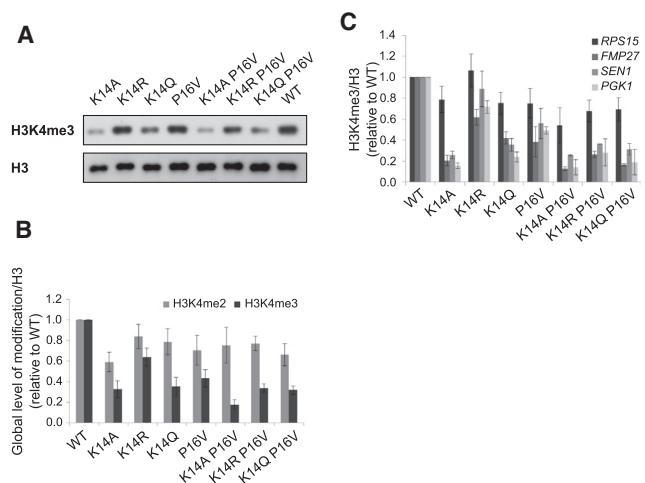 A
K14A
K14R
K14Q
P16V
K14A P16V
K14R P16V
K14Q P16V
WT
H3K4me3
H3
B
Global level of modification/H3
(relative to WT)
H3K4me2
H3K4me3
1.2
1.0
0.8
0.6
0.4
0.2
0.0
WT
K14A
K14R
K14Q
P16V
K14A P16V
K14R P16V
K14Q P16V
C
H3K4me3/H3
(relative to WT)
RPS15
FMP27
SEN1
PGK1
1.4
1.2
1.0
0.8
0.6
0.4
0.2
0.0
WT
K14A
K14R
K14Q
P16V
K14A P16V
K14R P16V
K14Q P16V